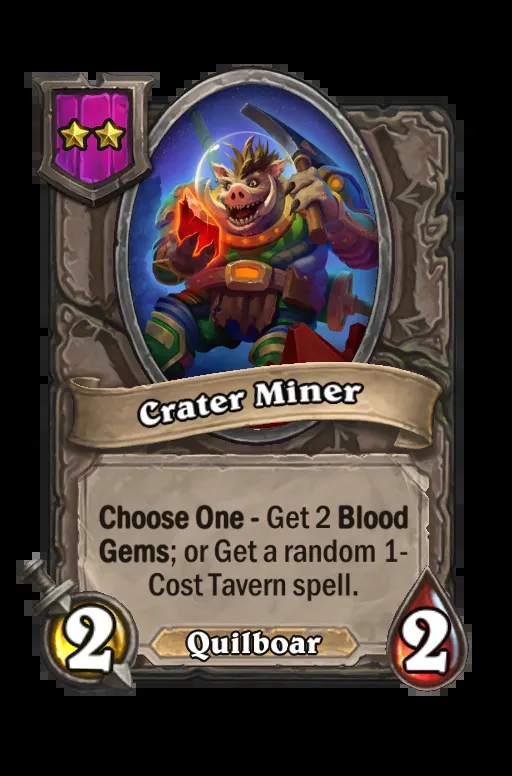 Crater Miner
Choose One - Get 2 Blood
Gems; or Get a random 1-
Cost Tavern spell.
2
Quilboar
2